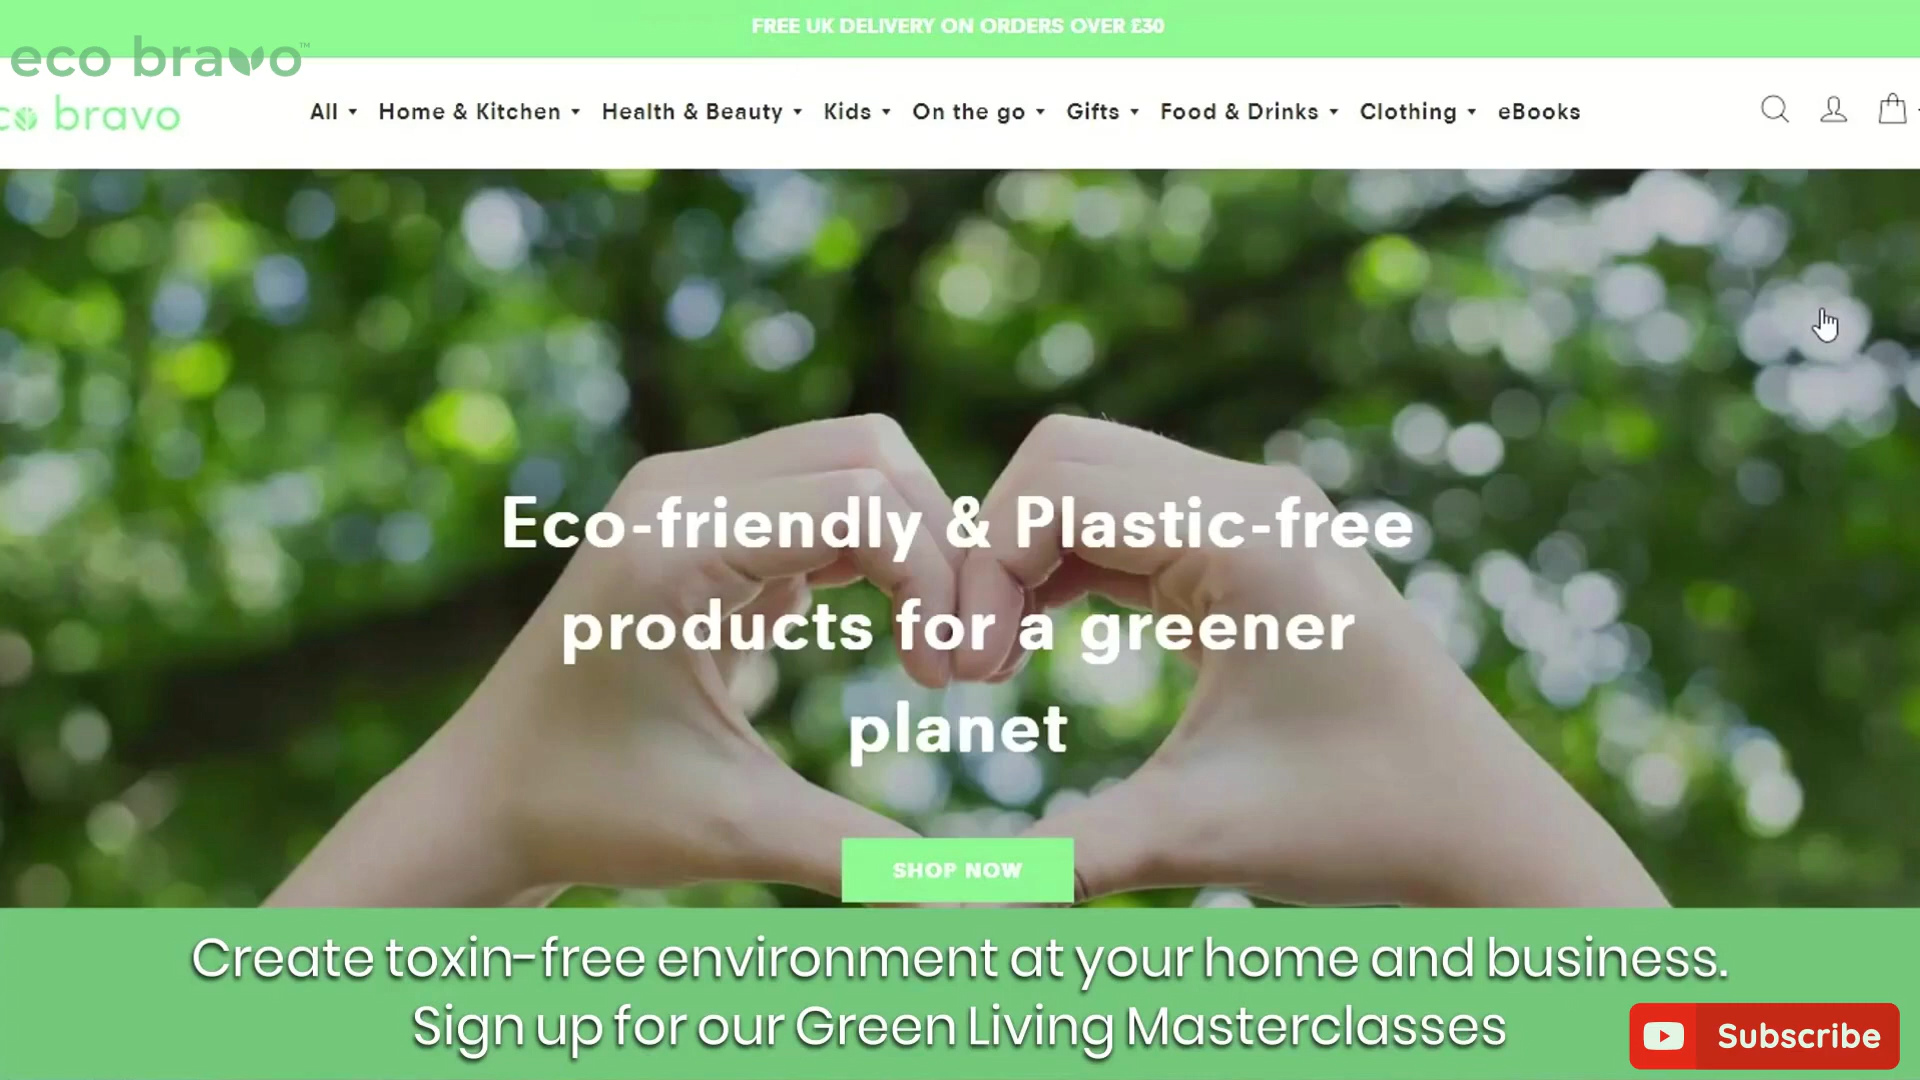 FREE UK DELIVERY ON ORDERS OVER £30
eco bravo™
co bravo
All Home & Kitchen Health & Beauty Kids On the go Gifts Food & Drinks Clothing eBooks
Eco-friendly & Plastic-free
products for a greener
planet
SHOP NOW
Create toxin-free environment at your home and business.
Sign up for our Green Living Masterclasses
Subscribe